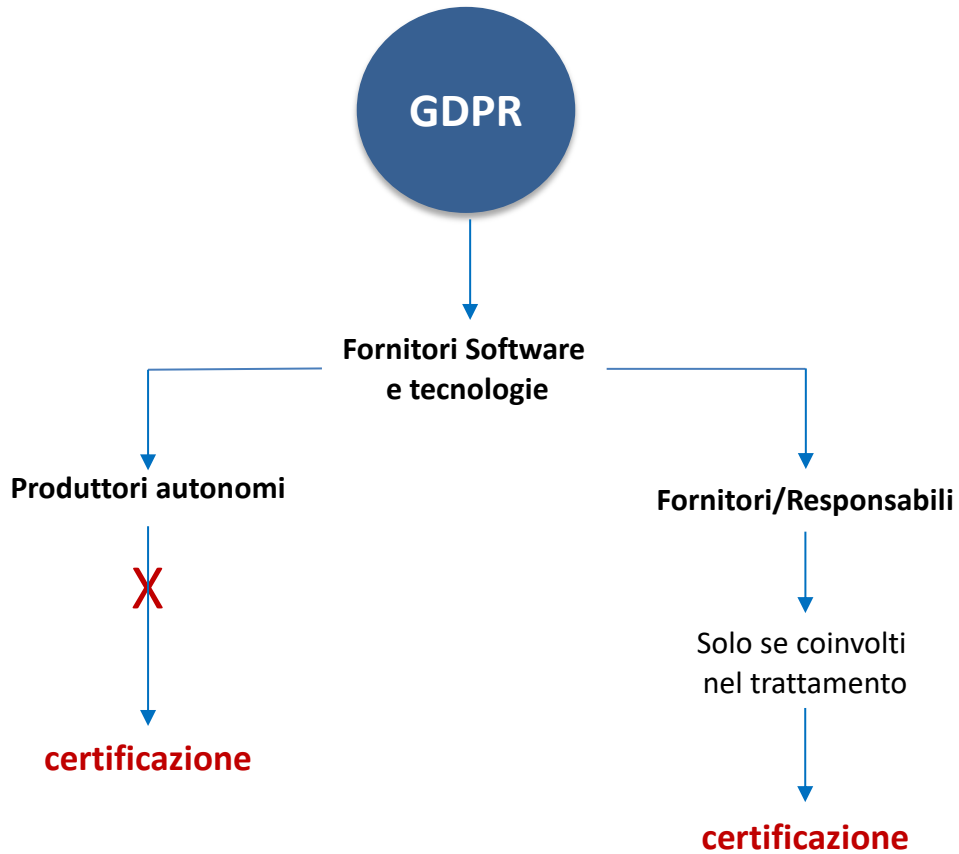 GDPR
Fornitori Software
e tecnologie
Produttori autonomi
Fornitori/Responsabili
X
Solo se coinvolti
nel trattamento
certificazione
certificazione